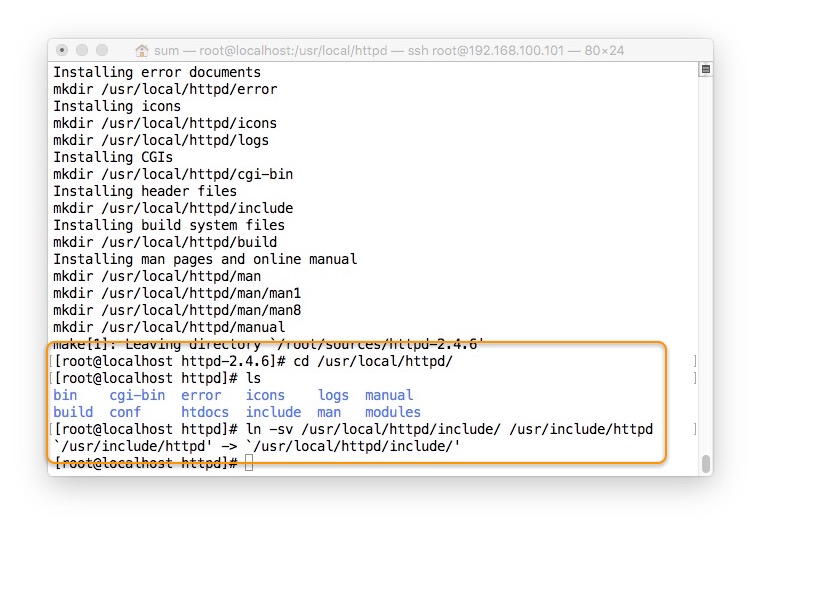 sum — root@localhost:/usr/local/httpd — ssh root@192.168.100.101 — 80×24
Installing error documents
mkdir /usr/local/httpd/error
Installing icons
mkdir /usr/local/httpd/icons
mkdir /usr/local/httpd/logs
Installing CGIs
mkdir /usr/local/httpd/cgi-bin
Installing header files
mkdir /usr/local/httpd/include
Installing build system files
mkdir /usr/local/httpd/build
Installing man pages and online manual
mkdir /usr/local/httpd/man
mkdir /usr/local/httpd/man/man1
mkdir /usr/local/httpd/man/man8
mkdir /usr/local/httpd/manual
make[1]: Leaving directory `/root/sources/httpd-2.4.6'
[[root@localhost httpd-2.4.6]# cd /usr/local/httpd/ ]
[[root@localhost httpd]# ls ]
bin cgi-bin error icons logs manual
build conf htdocs include man modules
[[root@localhost httpd]# ln -sv /usr/local/httpd/include/ /usr/include/httpd ]
`/usr/include/httpd' -> `/usr/local/httpd/include/'
[root@localhost httpd]#